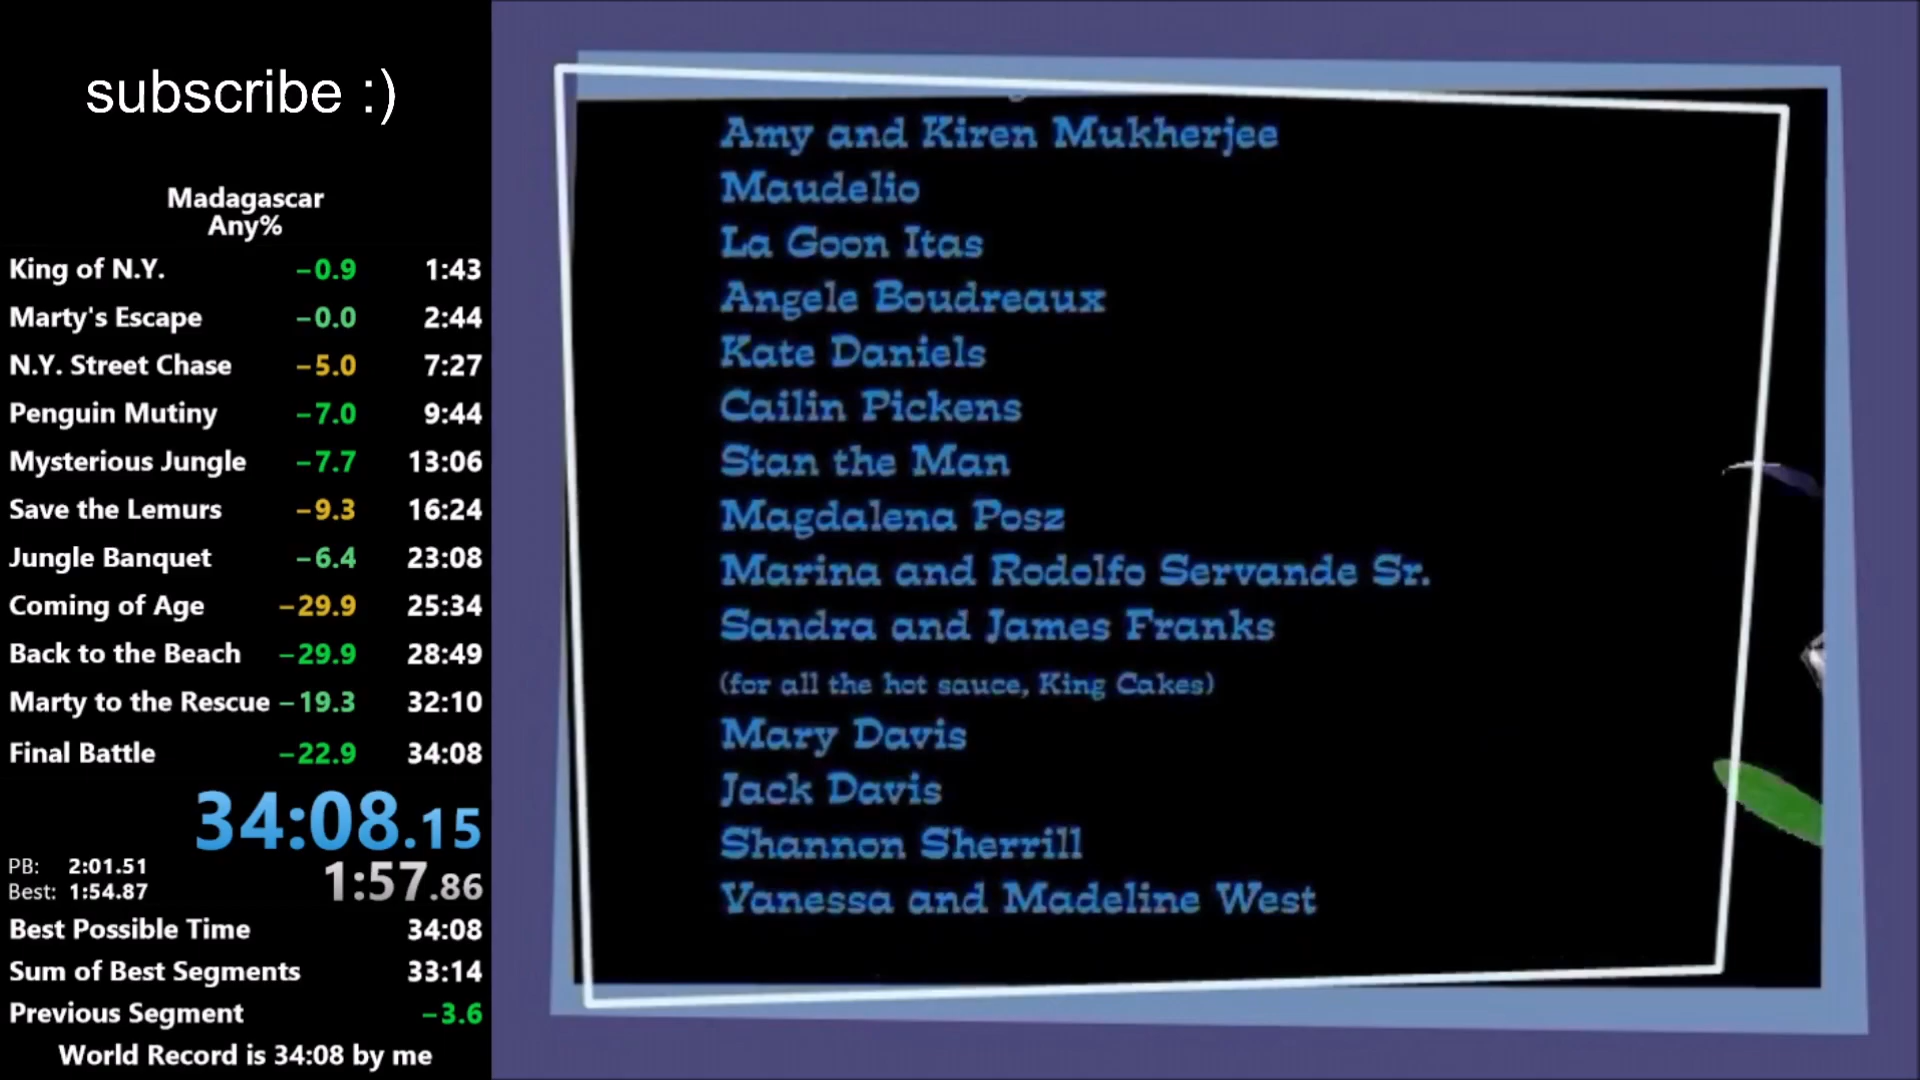 subscribe :)
Madagascar
Any%
King of N.Y. −0.9 1:43
Marty's Escape −0.0 2:44
N.Y. Street Chase −5.0 7:27
Penguin Mutiny −7.0 9:44
Mysterious Jungle −7.7 13:06
Save the Lemurs −9.3 16:24
Jungle Banquet −6.4 23:08
Coming of Age −29.9 25:34
Back to the Beach −29.9 28:49
Marty to the Rescue −19.3 32:10
Final Battle −22.9 34:08
34:08.15
PB: 2:01.51
Best: 1:54.87
1:57.86
Best Possible Time 34:08
Sum of Best Segments 33:14
Previous Segment −3.6
World Record is 34:08 by me
Amy and Kiren Mukherjee
Maudelio
La Goon Itas
Angele Boudreaux
Kate Daniels
Cailin Pickens
Stan the Man
Magdalena Posz
Marina and Rodolfo Servande Sr.
Sandra and James Franks
(for all the hot sauce, King Cakes)
Mary Davis
Jack Davis
Shannon Sherrill
Vanessa and Madeline West